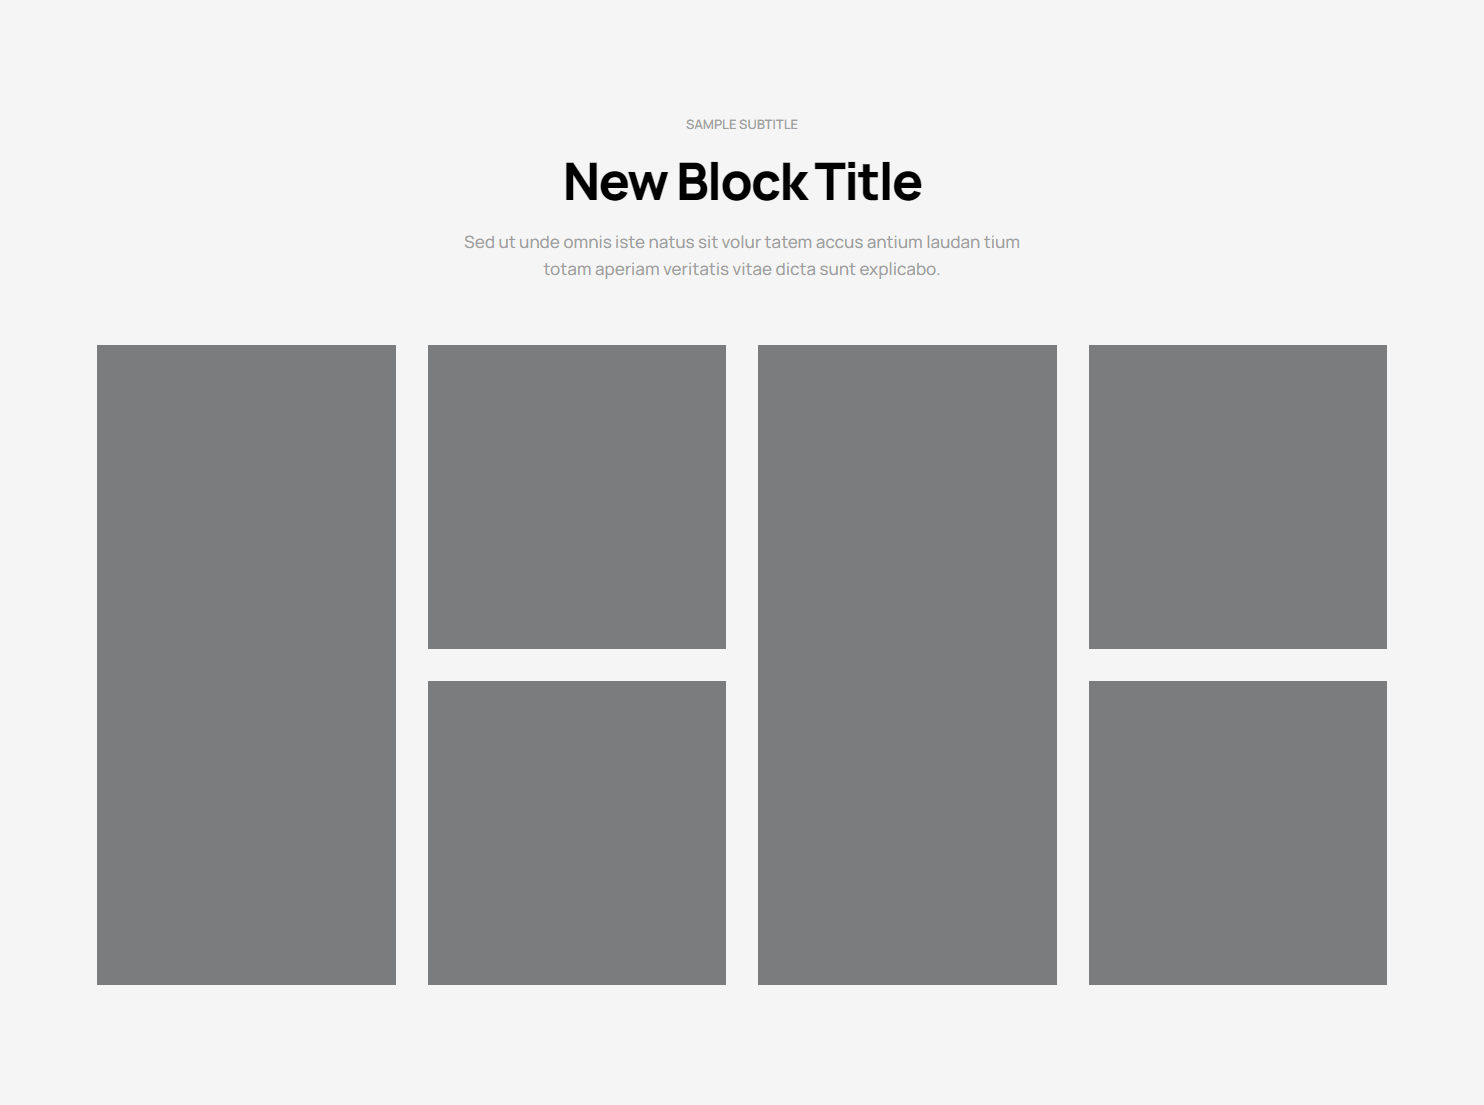 SAMPLE SUBTITLE
New Block Title
Sed ut unde omnis iste natus sit volur tatem accus antium laudan tium
totam aperiam veritatis vitae dicta sunt explicabo.